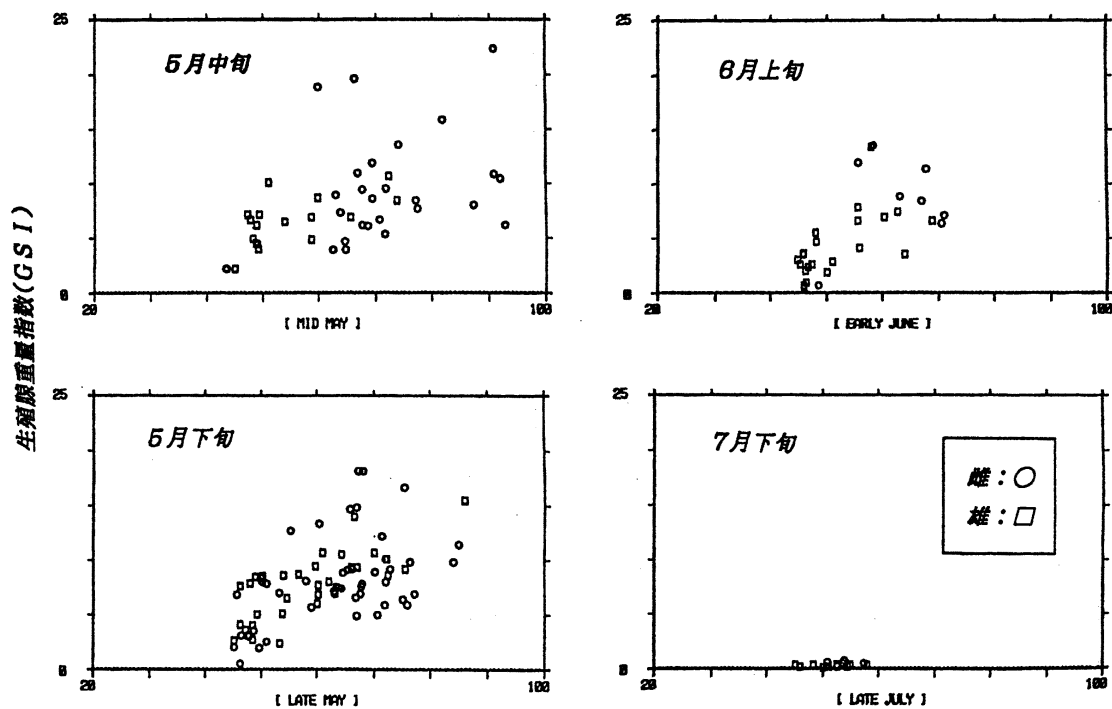 生殖腺重量指数(GSI)
25
5月中旬
0
20
100
[ MID MAY ]
25
6月上旬
0
20
100
[ EARLY JUNE ]
25
5月下旬
0
20
100
[ LATE MAY ]
25
7月下旬
雌:○
雄:□
0
20
100
[ LATE JULY ]